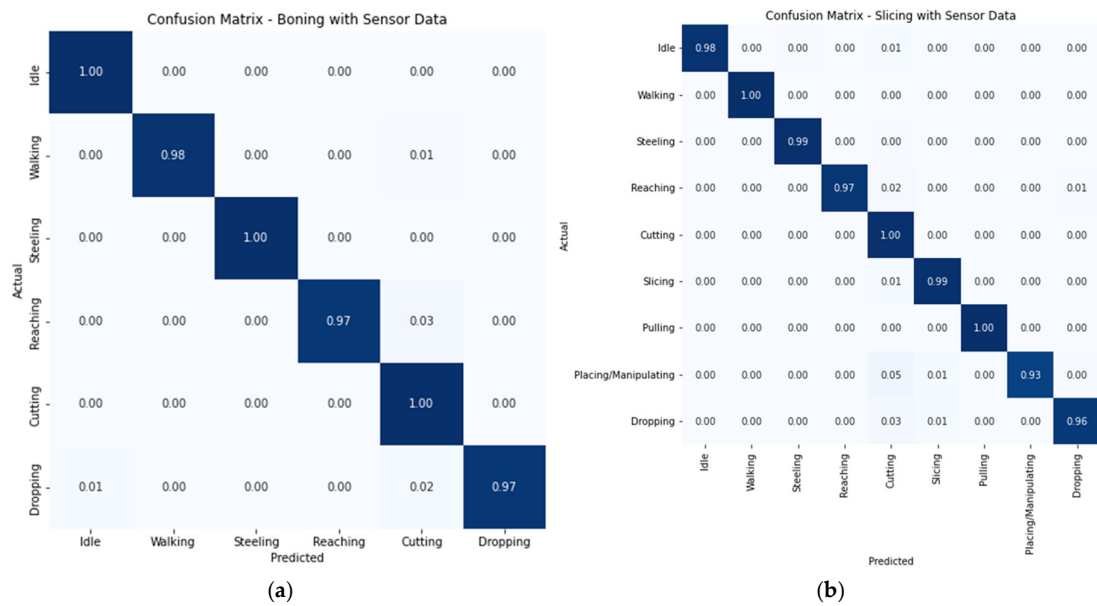 Confusion Matrix - Boning with Sensor Data
Actual
Idle 1.00 0.00 0.00 0.00 0.00 0.00
Walking 0.00 0.98 0.00 0.00 0.01 0.00
Steeling 0.00 0.00 1.00 0.00 0.00 0.00
Reaching 0.00 0.00 0.00 0.97 0.03 0.00
Cutting 0.00 0.00 0.00 0.00 1.00 0.00
Dropping 0.01 0.00 0.00 0.00 0.02 0.97
Idle Walking Steeling Reaching Cutting Dropping
Predicted
(a)
Confusion Matrix - Slicing with Sensor Data
Actual
Idle 0.98 0.00 0.00 0.00 0.01 0.00 0.00 0.00 0.00
Walking 0.00 1.00 0.00 0.00 0.00 0.00 0.00 0.00 0.00
Steeling 0.00 0.00 0.99 0.00 0.00 0.00 0.00 0.00 0.00
Reaching 0.00 0.00 0.00 0.97 0.02 0.00 0.00 0.00 0.01
Cutting 0.00 0.00 0.00 0.00 1.00 0.00 0.00 0.00 0.00
Slicing 0.00 0.00 0.00 0.00 0.01 0.99 0.00 0.00 0.00
Pulling 0.00 0.00 0.00 0.00 0.00 0.00 1.00 0.00 0.00
Placing/Manipulating 0.00 0.00 0.00 0.00 0.05 0.01 0.00 0.93 0.00
Dropping 0.00 0.00 0.00 0.00 0.03 0.01 0.00 0.00 0.96
Idle Walking Steeling Reaching Cutting Slicing Pulling Placing/Manipulating Dropping
Predicted
(b)